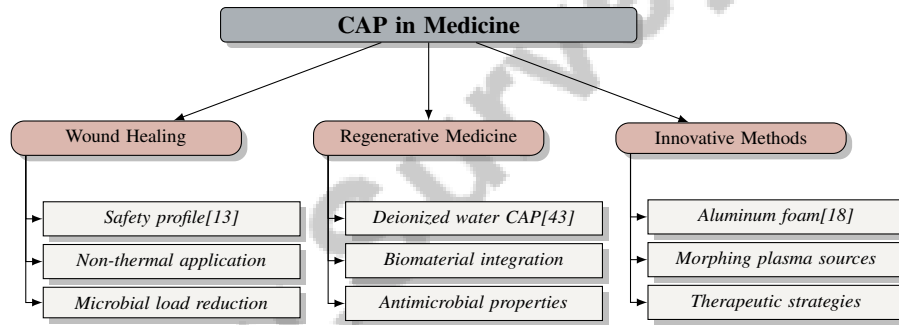 CAP in Medicine
Wound Healing
Safety profile[13]
Non-thermal application
Microbial load reduction
Regenerative Medicine
Deionized water CAP[43]
Biomaterial integration
Antimicrobial properties
Innovative Methods
Aluminum foam[18]
Morphing plasma sources
Therapeutic strategies